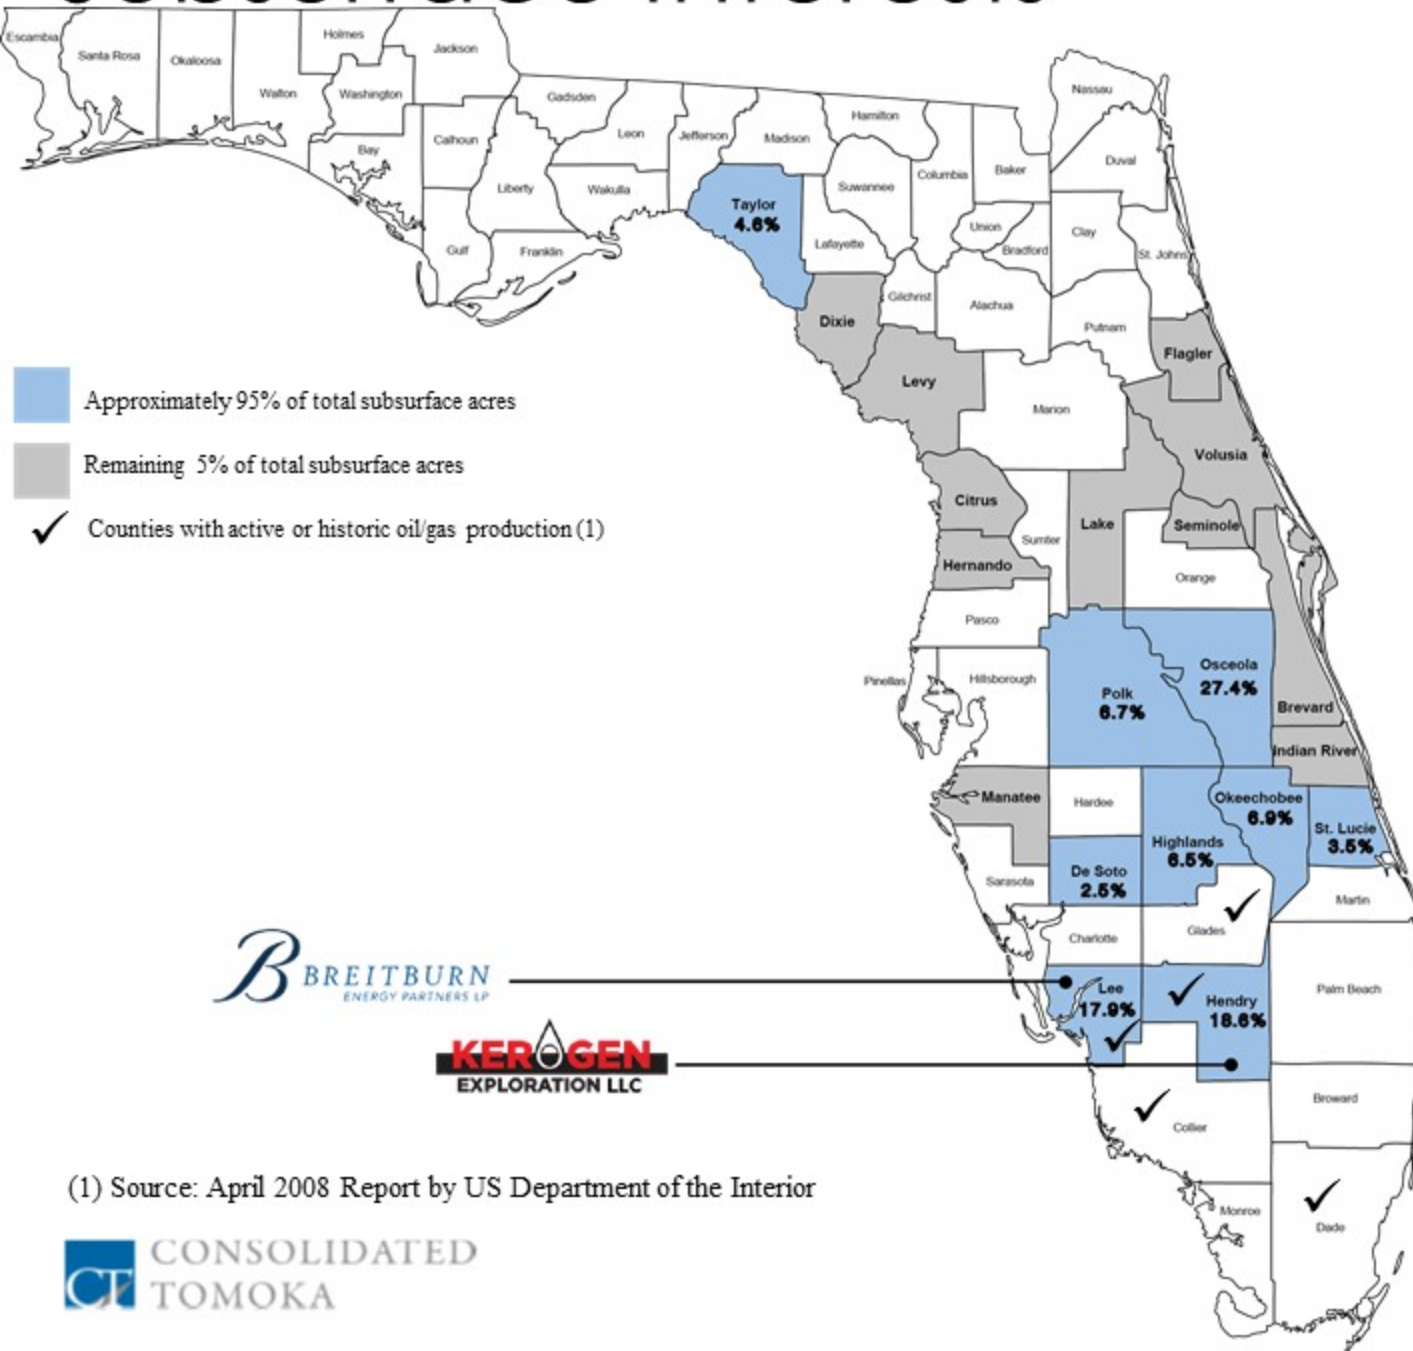 Subsurface Interests
Escambia
Santa Rosa
Okaloosa
Walton
Holmes
Washington
Jackson
Bay
Calhoun
Gulf
Liberty
Gadsden
Franklin
Leon
Wakulla
Jefferson
Madison
Taylor
4.6%
Hamilton
Suwannee
Lafayette
Columbia
Baker
Nassau
Duval
Union
Bradford
Clay
St. Johns
Gilchrist
Alachua
Putnam
Dixie
Levy
Marion
Flagler
Volusia
Approximately 95% of total subsurface acres
Remaining 5% of total subsurface acres
Counties with active or historic oil/gas production (1)
Citrus
Sumter
Lake
Seminole
Hernando
Orange
Pasco
Pinellas
Hillsborough
Polk
6.7%
Osceola
27.4%
Brevard
Indian River
Manatee
Hardee
Highlands
6.5%
Okeechobee
6.9%
St. Lucie
3.5%
Sarasota
De Soto
2.5%
Martin
Charlotte
Glades
BREITBURN
ENERGY PARTNERS LP
Lee
17.9%
Hendry
18.6%
Palm Beach
KEROGEN
EXPLORATION LLC
Collier
Broward
Monroe
Dade
(1) Source: April 2008 Report by US Department of the Interior
CT
CONSOLIDATED
TOMOKA